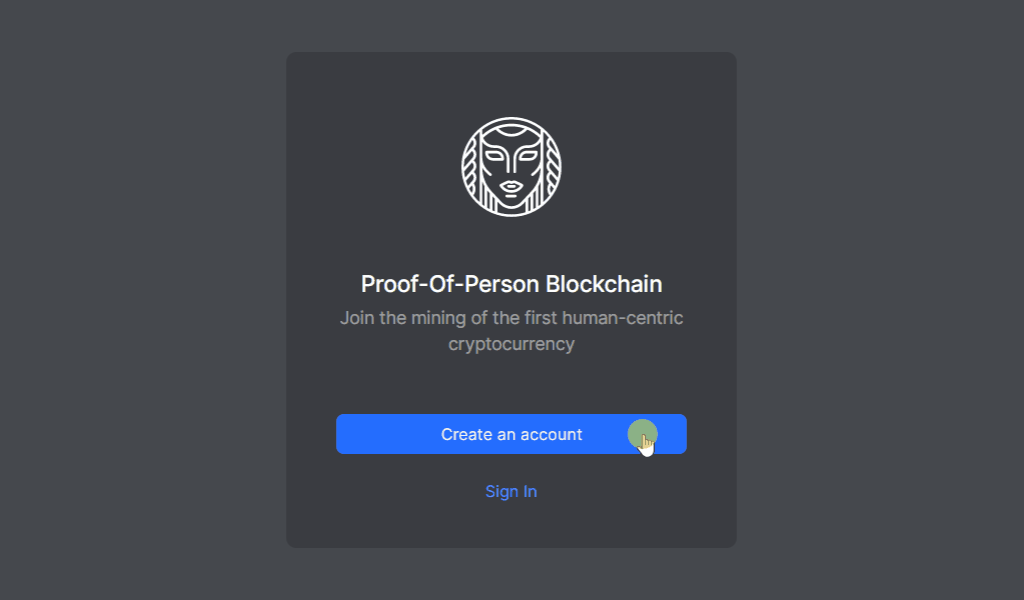 Proof-Of-Person Blockchain
Join the mining of the first human-centric
cryptocurrency
Create an account
Sign In